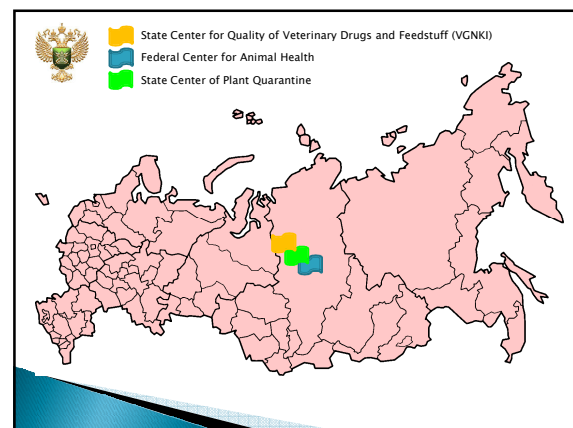 State Center for Quality of Veterinary Drugs and Feedstuff (VGNKI)
Federal Center for Animal Health
State Center of Plant Quarantine